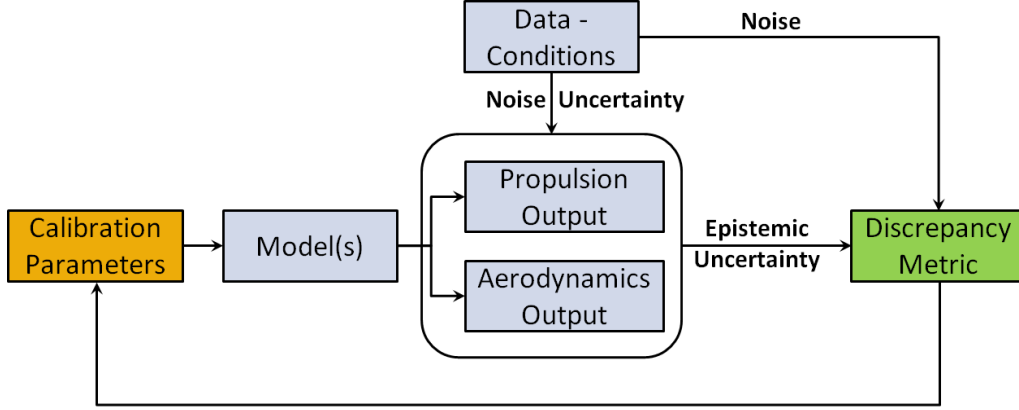 Data -
Conditions
Noise
Noise Uncertainty
Propulsion
Output
Calibration
Parameters
Model(s)
Epistemic
Uncertainty
Discrepancy
Metric
Aerodynamics
Output